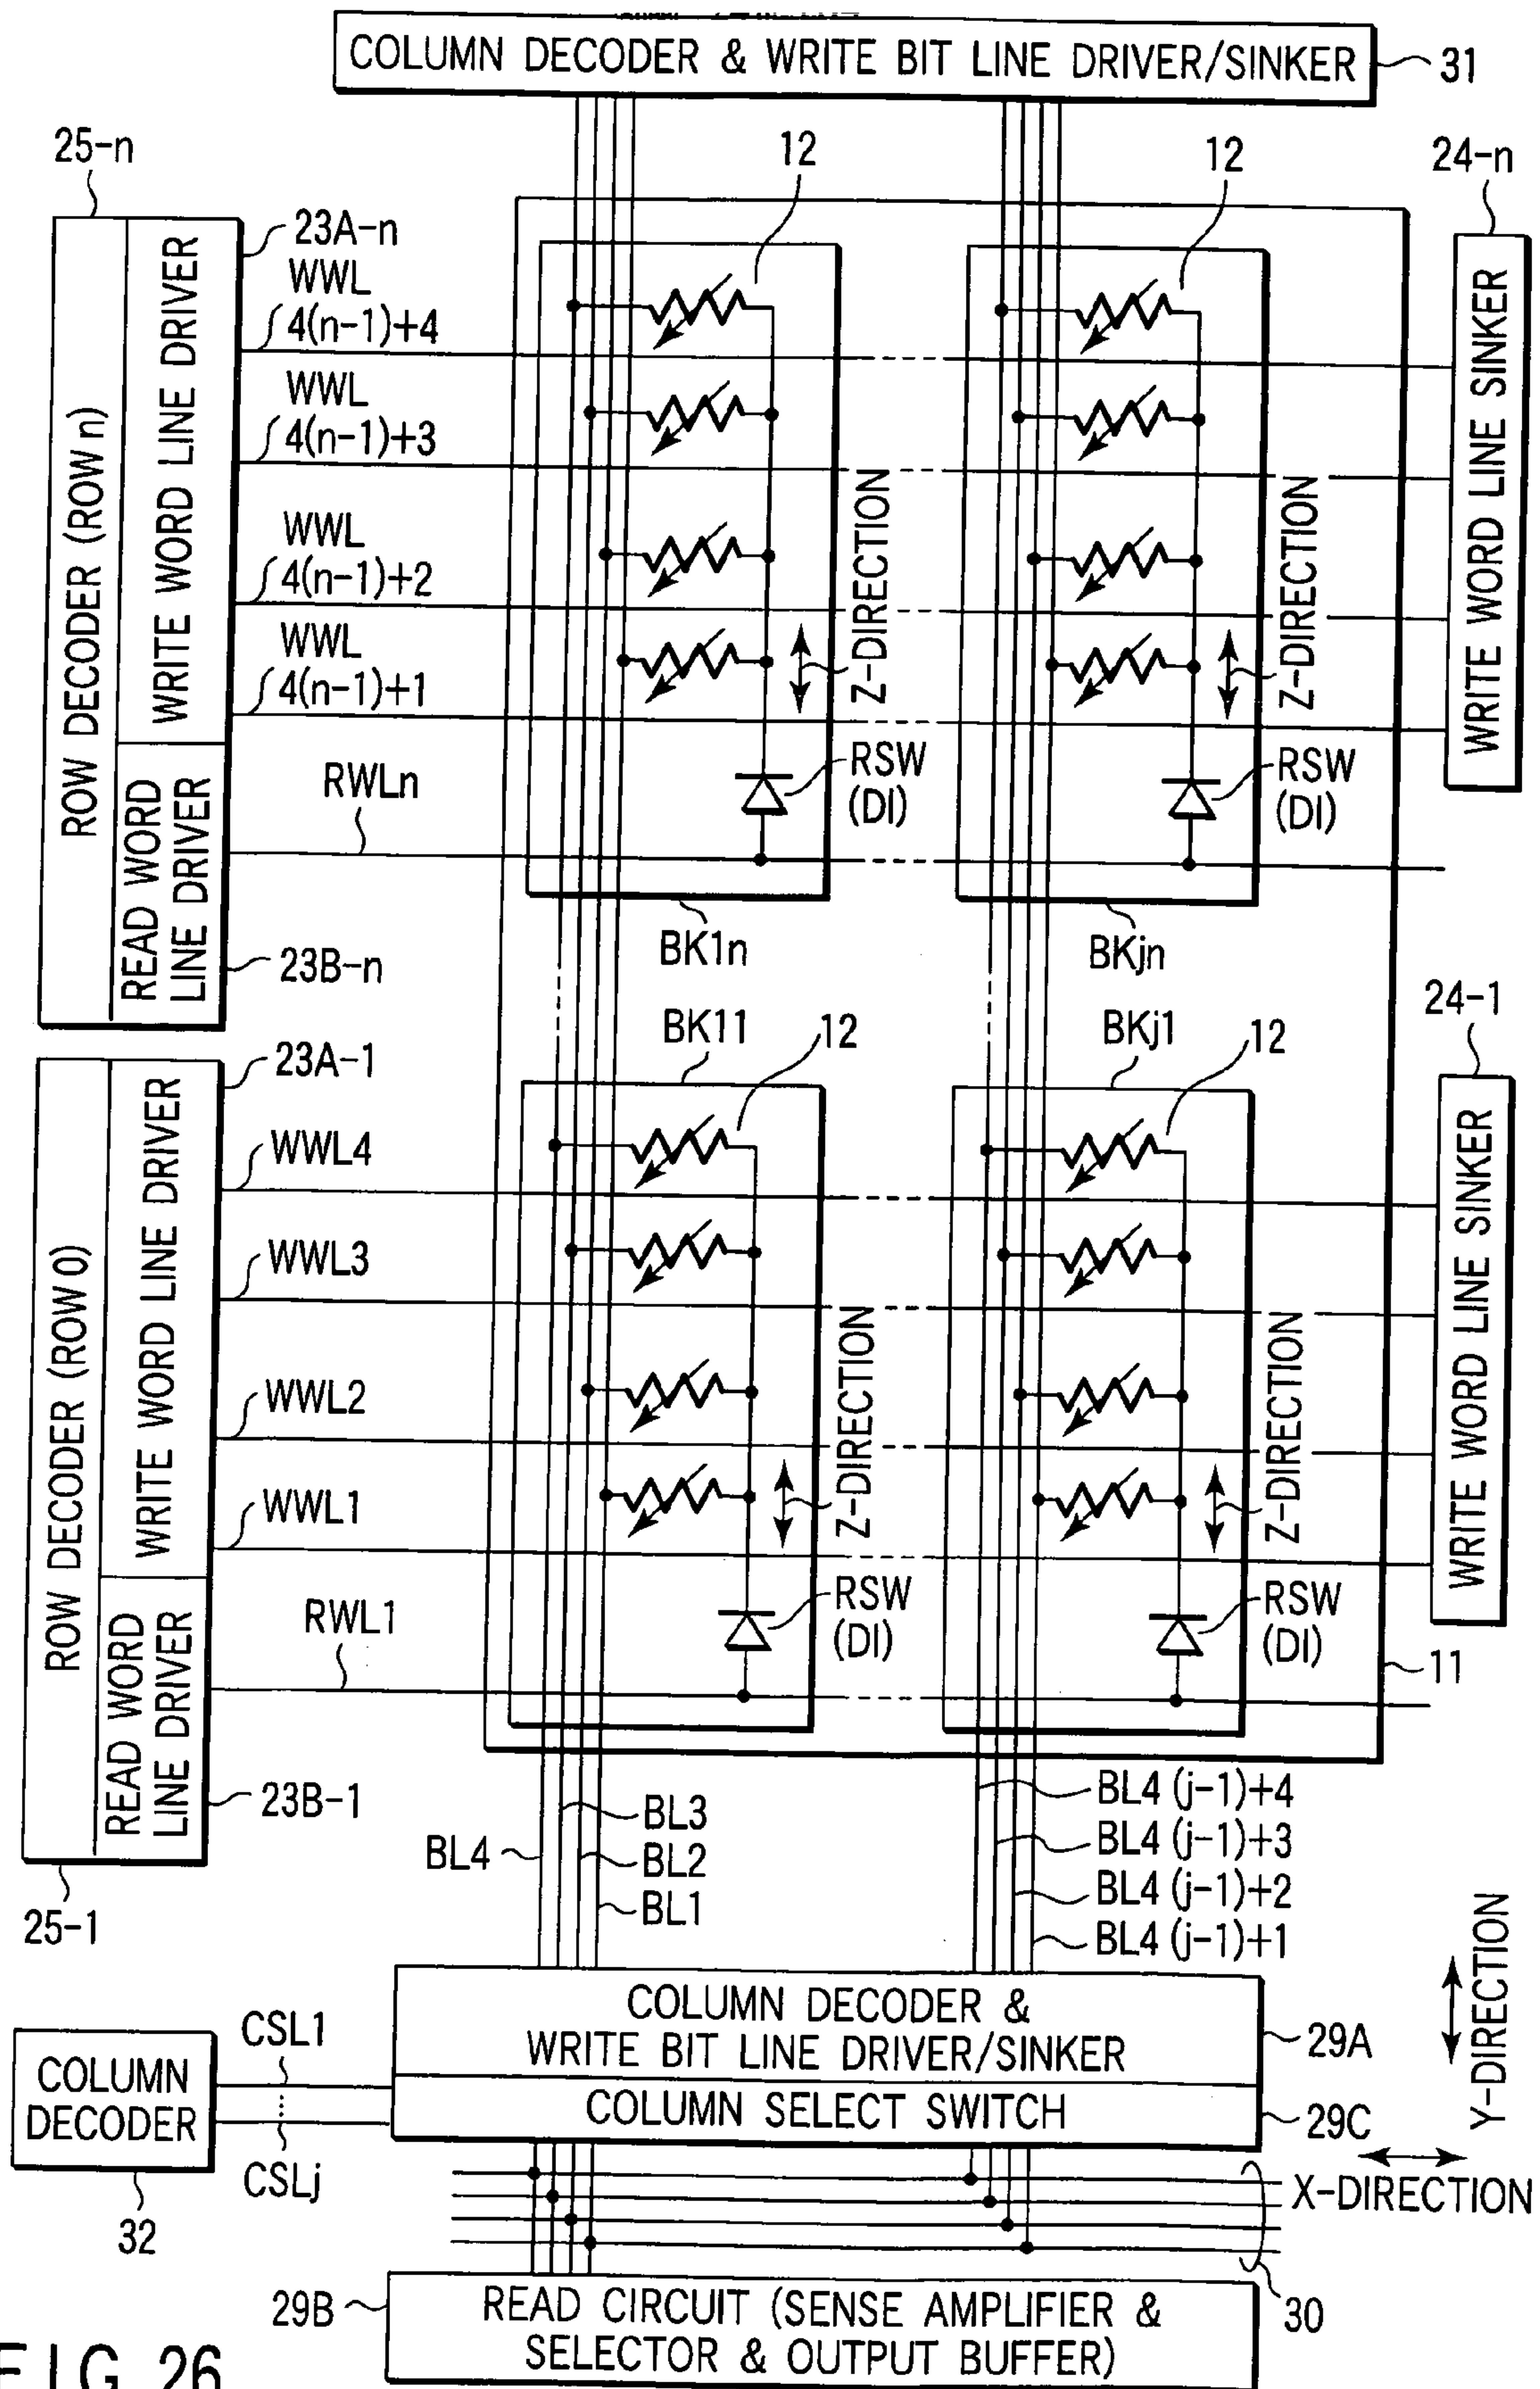 COLUMN DECODER & WRITE BIT LINE DRIVER/SINKER
31
25-n
12
12
24-n
23A-n
WWL
4(n-1)+4
WWL
4(n-1)+3
WWL
4(n-1)+2
WWL
4(n-1)+1
ROW DECODER (ROW n)
WRITE WORD LINE DRIVER
READ WORD
LINE DRIVER
RWLn
23B-n
Z-DIRECTION
RSW
(DI)
BK1n
Z-DIRECTION
RSW
(DI)
BKjn
WRITE WORD LINE SINKER
24-1
BK11
12
BKj1
12
23A-1
WWL4
WWL3
WWL2
WWL1
ROW DECODER (ROW 0)
WRITE WORD LINE DRIVER
READ WORD
LINE DRIVER
RWL1
23B-1
25-1
Z-DIRECTION
RSW
(DI)
Z-DIRECTION
RSW
(DI)
WRITE WORD LINE SINKER
11
BL4
BL3
BL2
BL1
BL4 (j-1)+4
BL4 (j-1)+3
BL4 (j-1)+2
BL4 (j-1)+1
COLUMN DECODER &
WRITE BIT LINE DRIVER/SINKER
29A
COLUMN SELECT SWITCH
29C
COLUMN
DECODER
32
CSL1
CSLj
Y-DIRECTION
X-DIRECTION
30
29B
READ CIRCUIT (SENSE AMPLIFIER &
SELECTOR & OUTPUT BUFFER)
FIG. 26